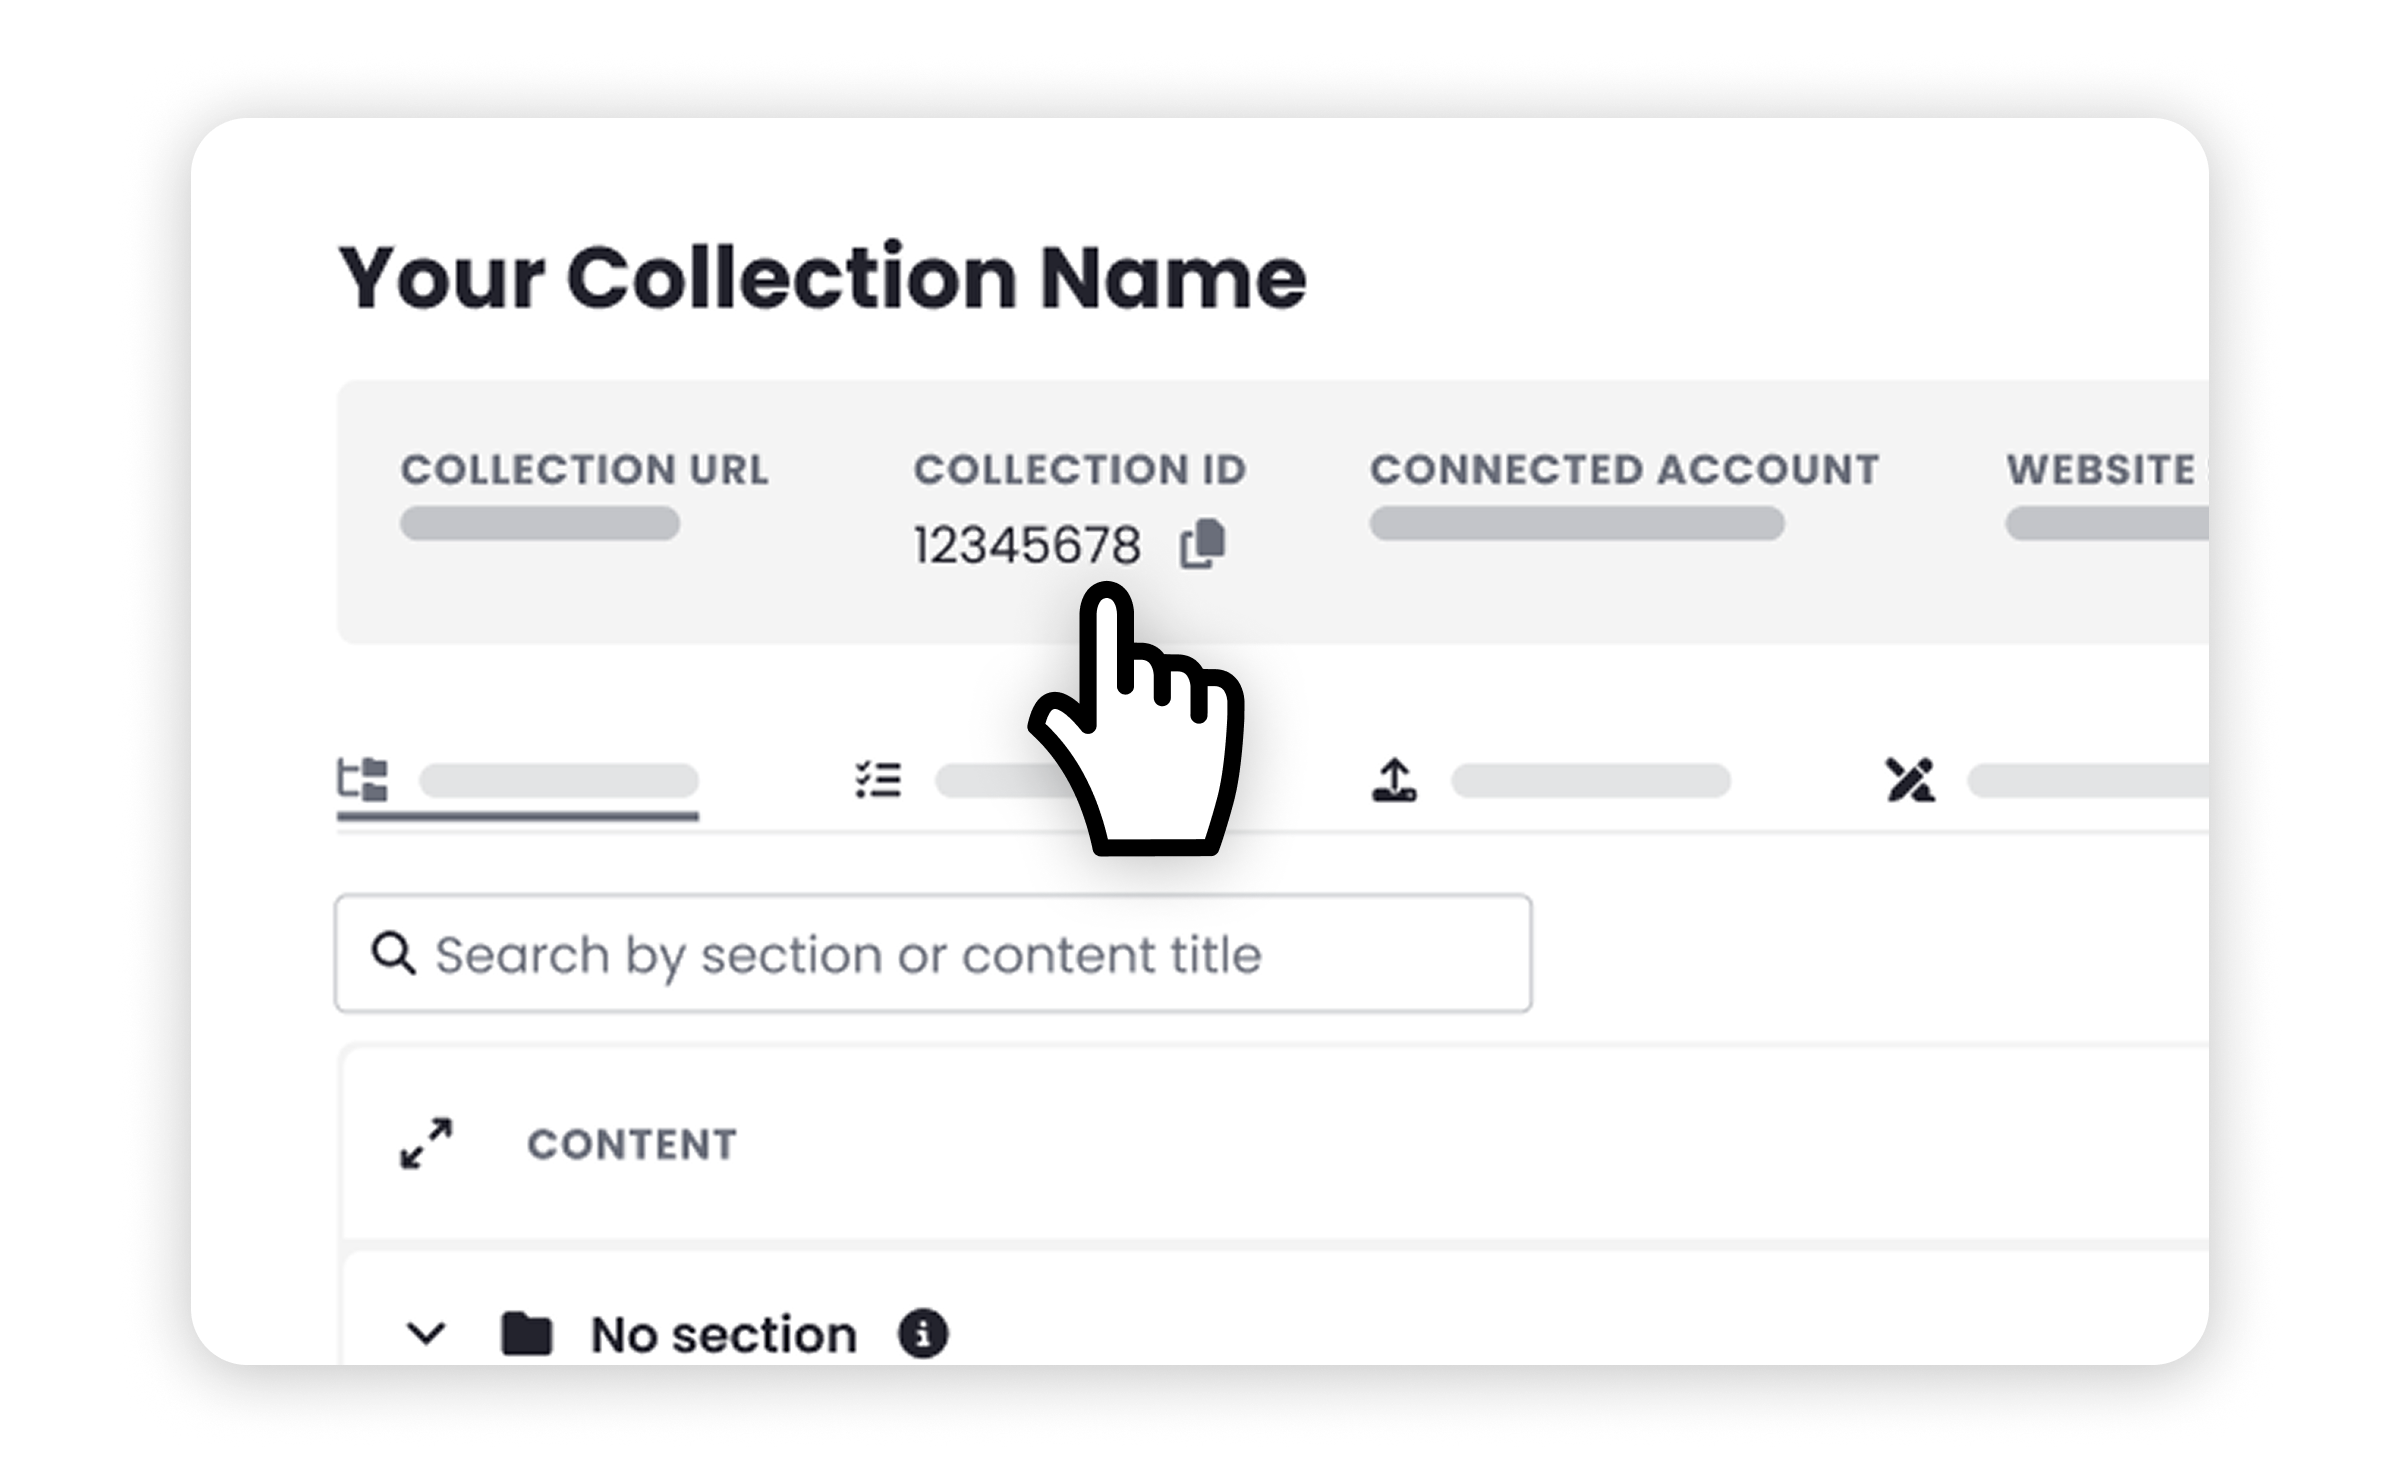 Your Collection Name
COLLECTION URL COLLECTION ID CONNECTED ACCOUNT WEBSITE
12345678
Search by section or content title
CONTENT
No section